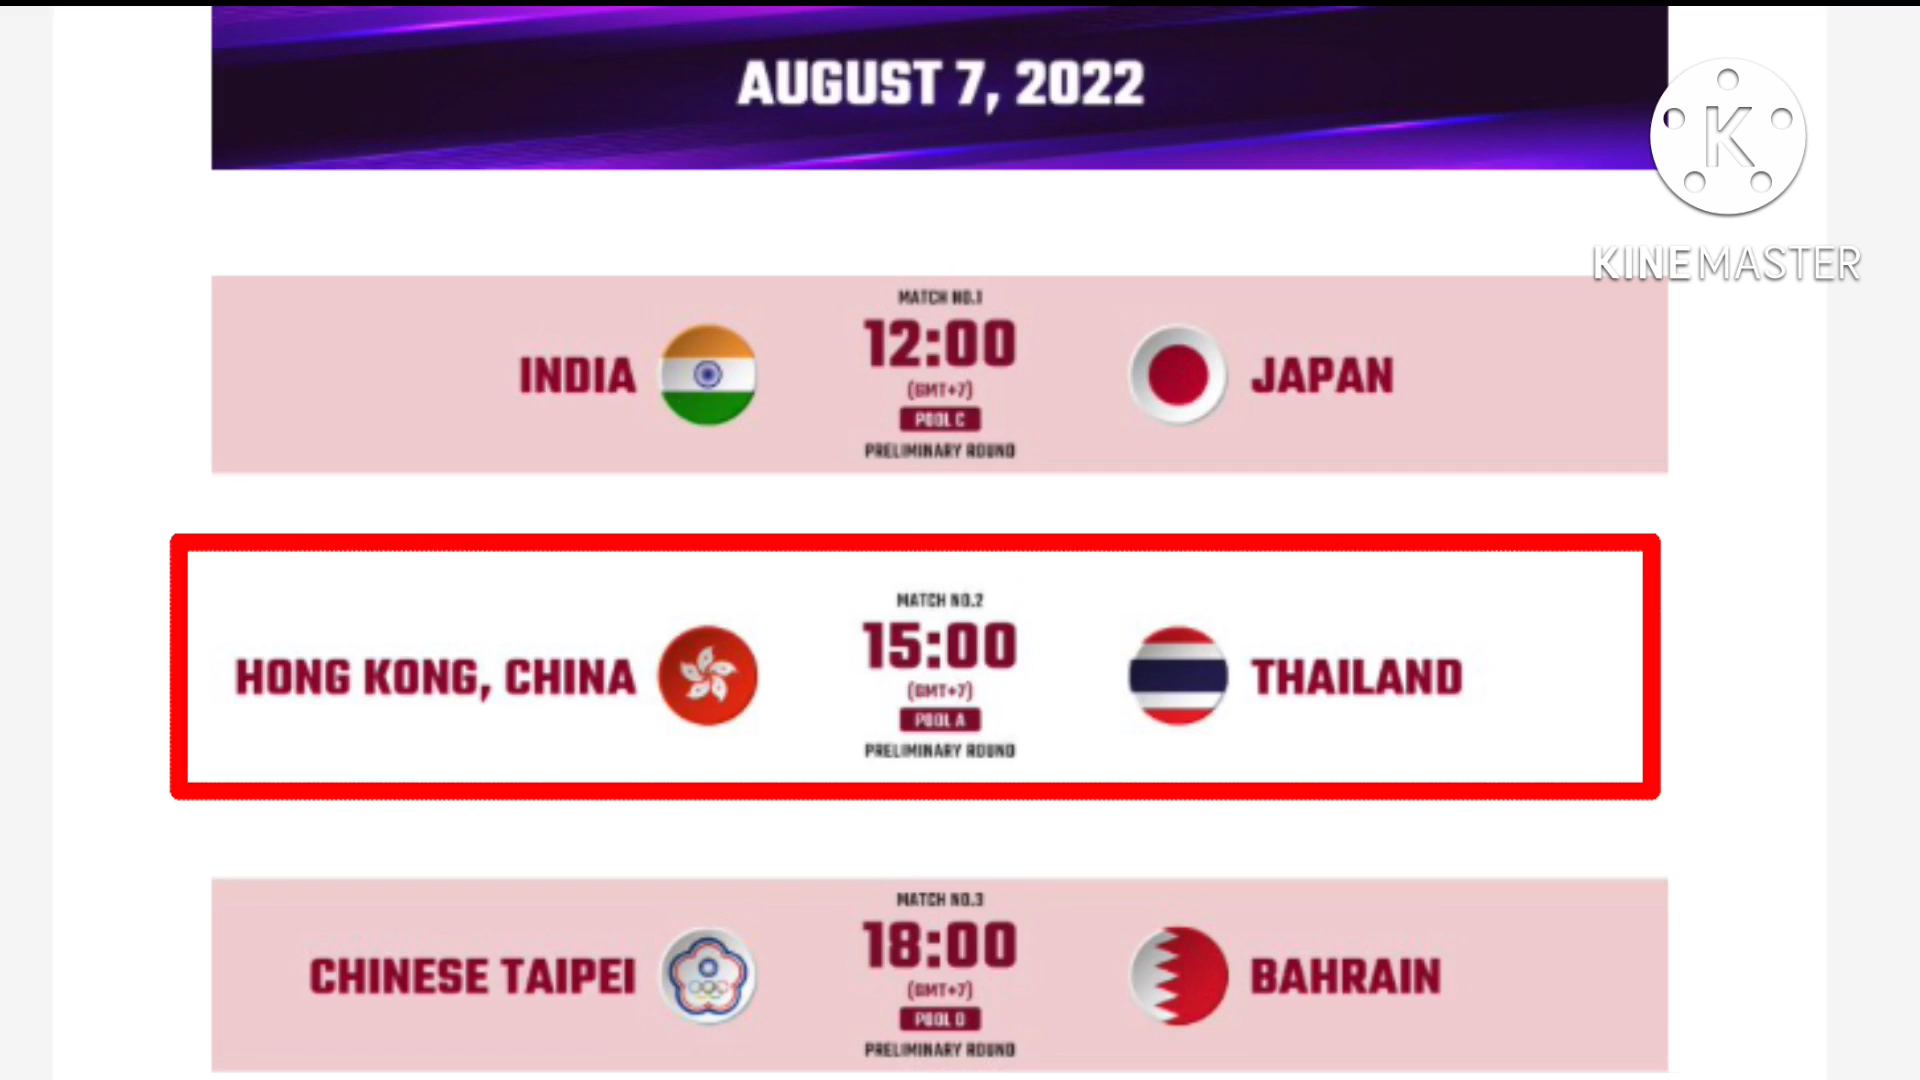 AUGUST 7, 2022
K
KINEMASTER
MATCH NO.1
INDIA 12:00 JAPAN
(GMT+7)
POOL C
PRELIMINARY ROUND
MATCH NO.2
HONG KONG, CHINA 15:00 THAILAND
(GMT+7)
POOL A
PRELIMINARY ROUND
MATCH NO.3
CHINESE TAIPEI 18:00 BAHRAIN
(GMT+7)
POOL D
PRELIMINARY ROUND